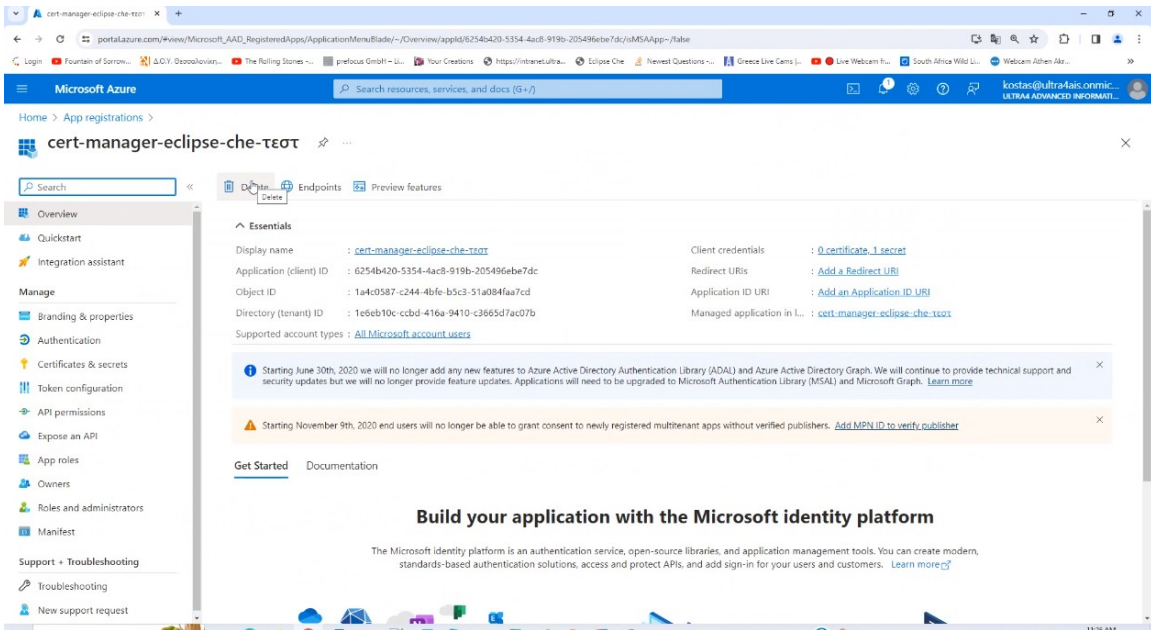 cert-manager-eclipse-che-τεστ
portal.azure.com/#view/Microsoft_AAD_RegisteredApps/ApplicationMenuBlade/~/Overview/appId/6254b420-5354-4ac8-919b-205496ebe7dc/isMSAApp~/false
Login Fountain of Sorrow... Δ.Ο.Υ. Θεσσαλονίκη... The Rolling Stones -... prefocus GmbH – Li... Your Creations https://intranet.ultra... Eclipse Che Newest Questions -... Greece Live Cams |... Live Webcam fr... South Africa Wild Li... Webcam Athen Akr...
Microsoft Azure
Search resources, services, and docs (G+/)
1
kostas@ultra4ais.onmic...
ULTRA4 ADVANCED INFORMATI...
Home > App registrations >
cert-manager-eclipse-che-τεστ
Search
Delete Endpoints Preview features
Delete
Overview
Quickstart
Integration assistant
Manage
Branding & properties
Authentication
Certificates & secrets
Token configuration
API permissions
Expose an API
App roles
Owners
Roles and administrators
Manifest
Support + Troubleshooting
Troubleshooting
New support request
Essentials
Display name : cert-manager-eclipse-che-τεστ
Application (client) ID : 6254b420-5354-4ac8-919b-205496ebe7dc
Object ID : 1a4c0587-c244-4bfe-b5c3-51a084faa7cd
Directory (tenant) ID : 1e6eb10c-ccbd-416a-9410-c3665d7ac07b
Supported account types : All Microsoft account users
Client credentials : 0 certificate, 1 secret
Redirect URIs : Add a Redirect URI
Application ID URI : Add an Application ID URI
Managed application in l... : cert-manager-eclipse-che-τεστ
Starting June 30th, 2020 we will no longer add any new features to Azure Active Directory Authentication Library (ADAL) and Azure Active Directory Graph. We will continue to provide technical support and
security updates but we will no longer provide feature updates. Applications will need to be upgraded to Microsoft Authentication Library (MSAL) and Microsoft Graph. Learn more
Starting November 9th, 2020 end users will no longer be able to grant consent to newly registered multitenant apps without verified publishers. Add MPN ID to verify publisher
Get Started Documentation
Build your application with the Microsoft identity platform
The Microsoft identity platform is an authentication service, open-source libraries, and application management tools. You can create modern,
standards-based authentication solutions, access and protect APIs, and add sign-in for your users and customers. Learn more